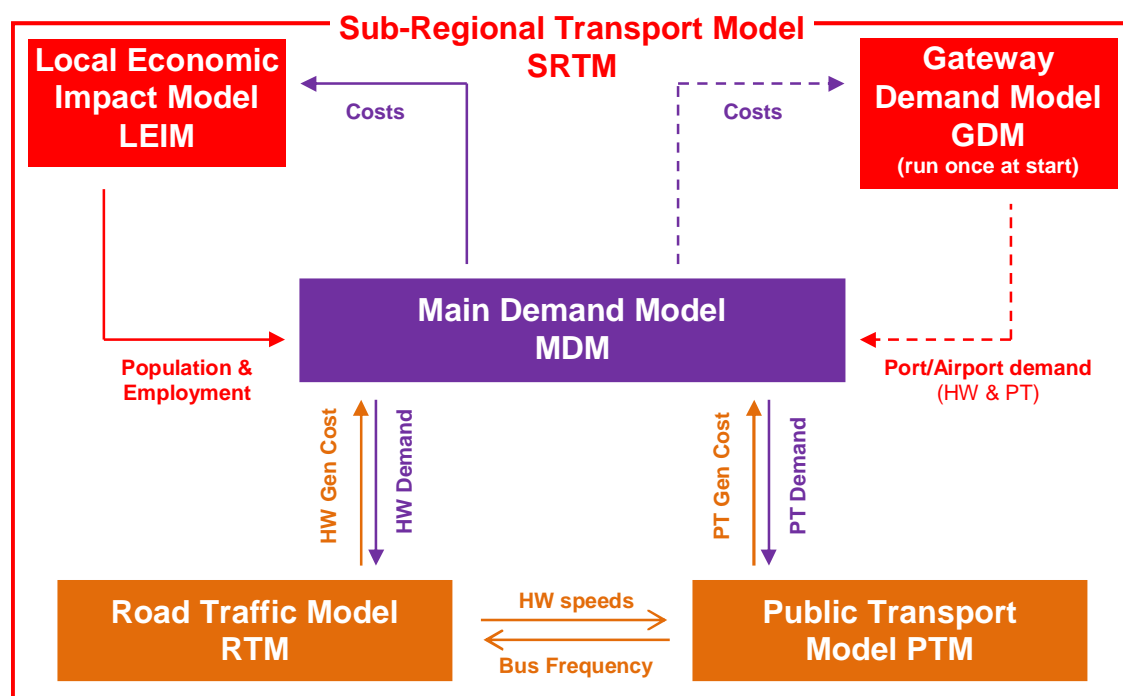 Sub-Regional Transport Model
SRTM
Local Economic
Impact Model
LEIM
Gateway
Demand Model
GDM
(run once at start)
Costs
Costs
Main Demand Model
MDM
Population &
Employment
Port/Airport demand
(HW & PT)
HW Gen Cost
HW Demand
PT Gen Cost
PT Demand
Road Traffic Model
RTM
HW speeds
Bus Frequency
Public Transport
Model PTM